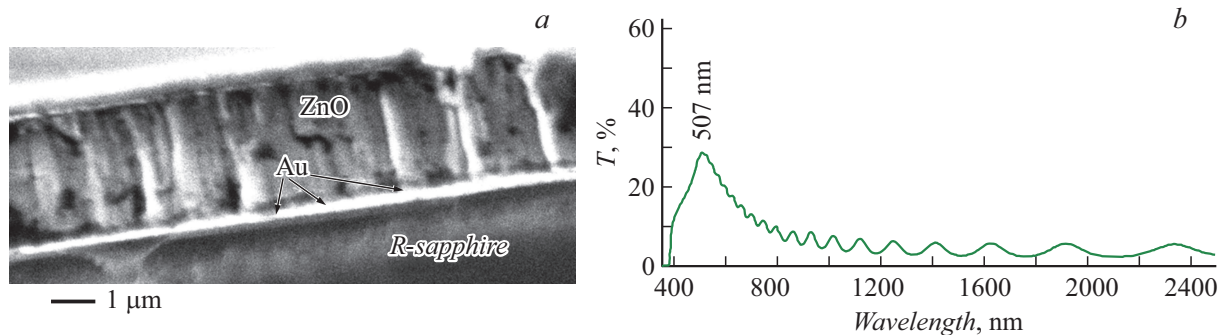 a
ZnO
Au
R-sapphire
1 μm
b
60
40
20
0
T, %
507 nm
400 800 1200 1600 2000 2400
Wavelength, nm